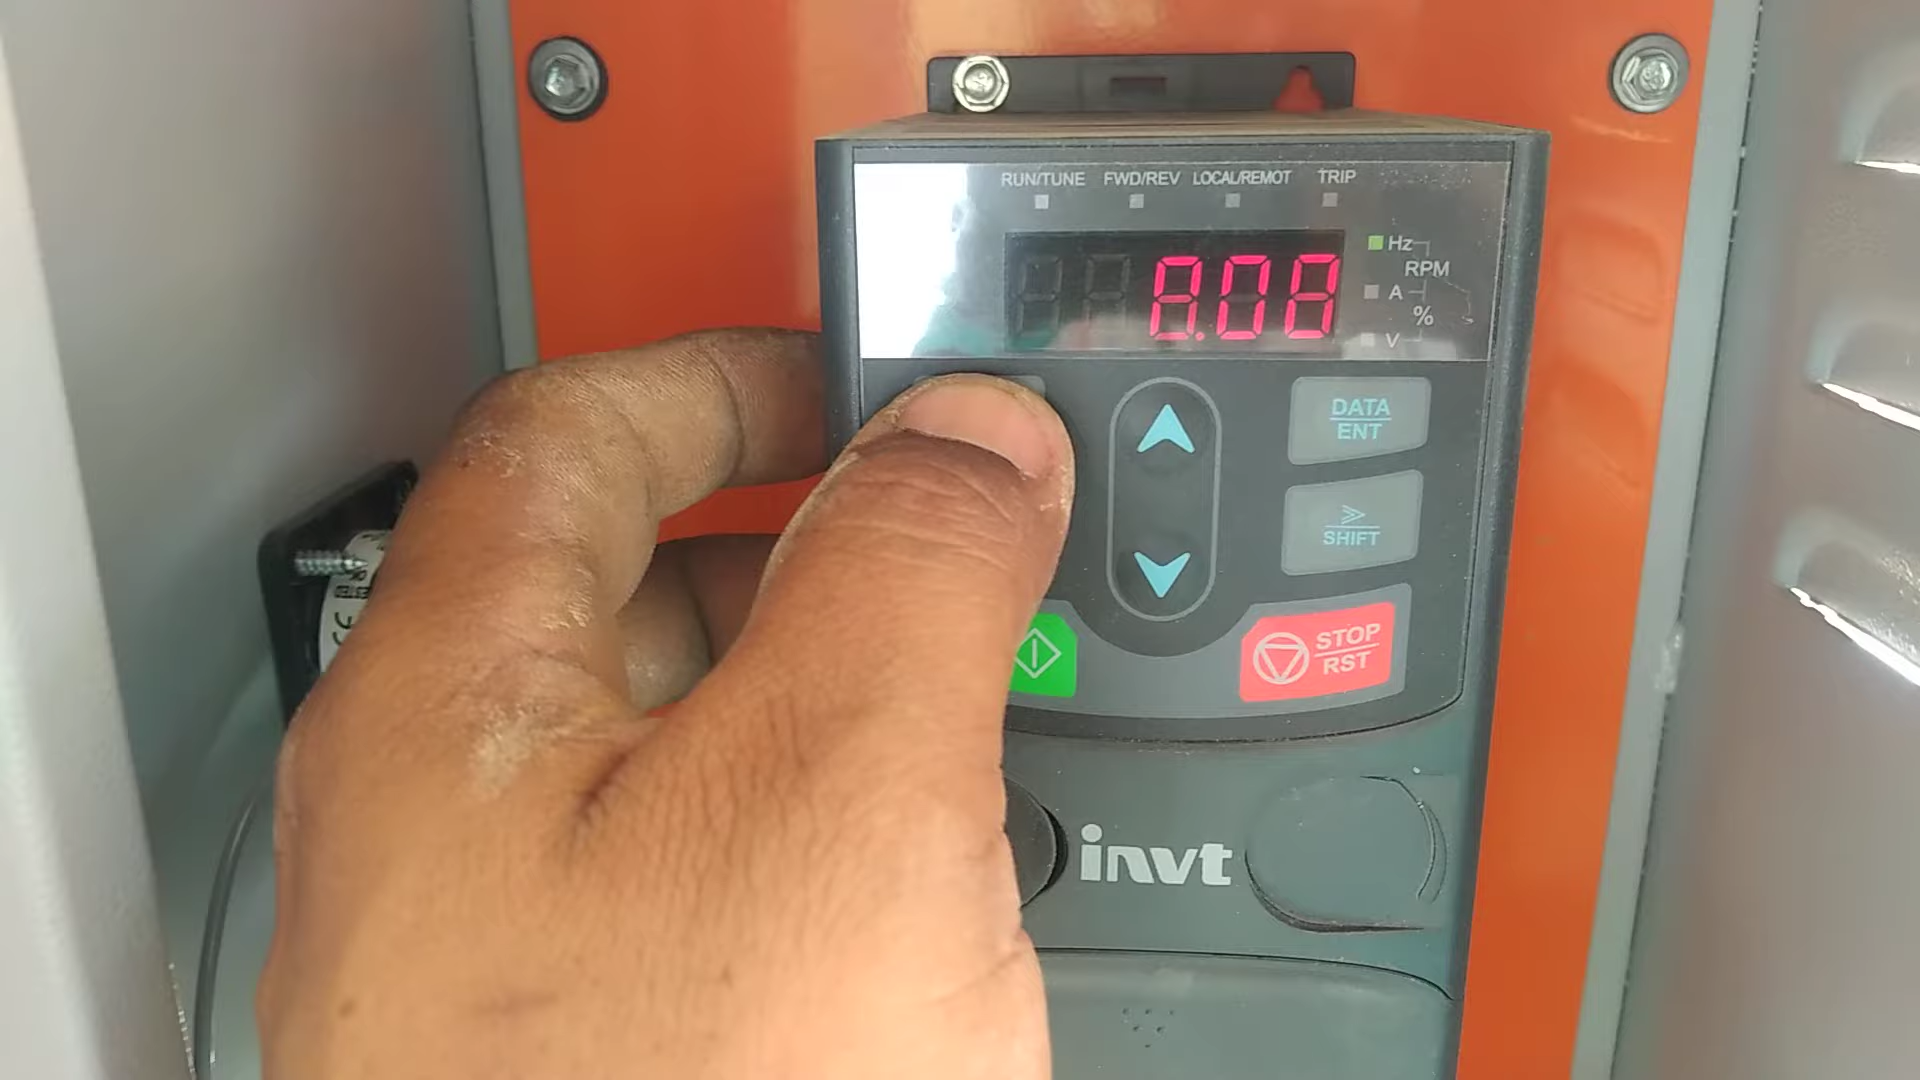 RUN/TUNE FWD/REV LOCAL/REMOT TRIP
8.08
Hz
RPM
A
%
V
DATA
ENT
SHIFT
STOP
RST
invt